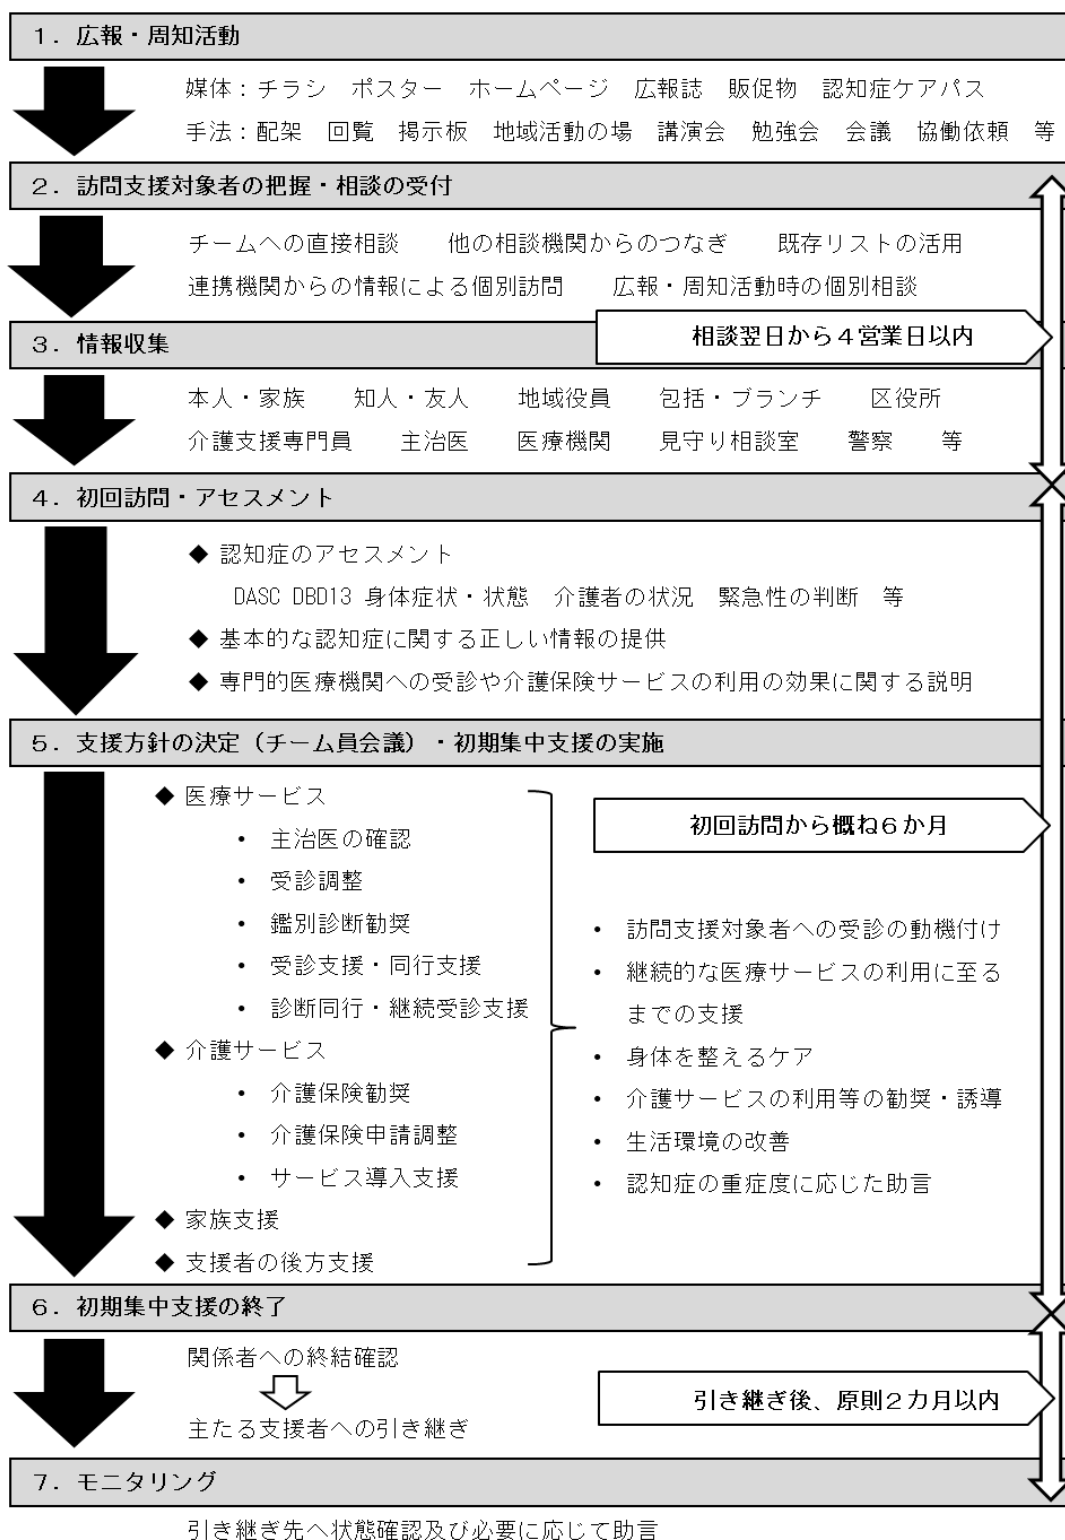 １．広報・周知活動
媒体：チラシ　ポスター　ホームページ　広報誌　販促物　認知症ケアパス
手法：配架　回覧　掲示板　地域活動の場　講演会　勉強会　会議　協働依頼　等
２．訪問支援対象者の把握・相談の受付
チームへの直接相談　　他の相談機関からのつなぎ　　既存リストの活用
連携機関からの情報による個別訪問　　広報・周知活動時の個別相談
相談翌日から４営業日以内
３．情報収集
本人・家族　　知人・友人　　地域役員　　包括・ブランチ　　区役所
介護支援専門員　　主治医　　医療機関　　見守り相談室　　警察　　等
４．初回訪問・アセスメント
◆ 認知症のアセスメント
DASC DBD13 身体症状・状態　介護者の状況　緊急性の判断　等
◆ 基本的な認知症に関する正しい情報の提供
◆ 専門的医療機関への受診や介護保険サービスの利用の効果に関する説明
５．支援方針の決定（チーム員会議）・初期集中支援の実施
◆ 医療サービス
・ 主治医の確認
・ 受診調整
・ 鑑別診断勧奨
・ 受診支援・同行支援
・ 診断同行・継続受診支援
◆ 介護サービス
・ 介護保険勧奨
・ 介護保険申請調整
・ サービス導入支援
◆ 家族支援
◆ 支援者の後方支援
初回訪問から概ね６か月
・ 訪問支援対象者への受診の動機付け
・ 継続的な医療サービスの利用に至る
までの支援
・ 身体を整えるケア
・ 介護サービスの利用等の勧奨・誘導
・ 生活環境の改善
・ 認知症の重症度に応じた助言
６．初期集中支援の終了
関係者への終結確認
主たる支援者への引き継ぎ
引き継ぎ後、原則２カ月以内
７．モニタリング
引き継ぎ先へ状態確認及び必要に応じて助言